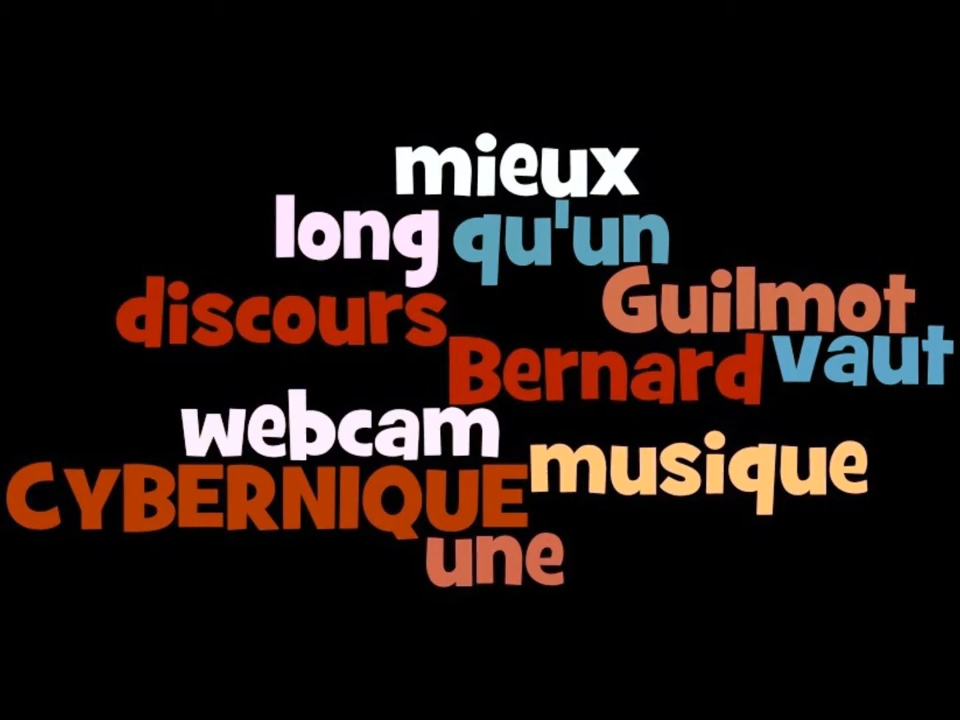 mieux
long qu'un
discours Guilmot
Bernard vaut
webcam musique
CYBERNIQUE
une